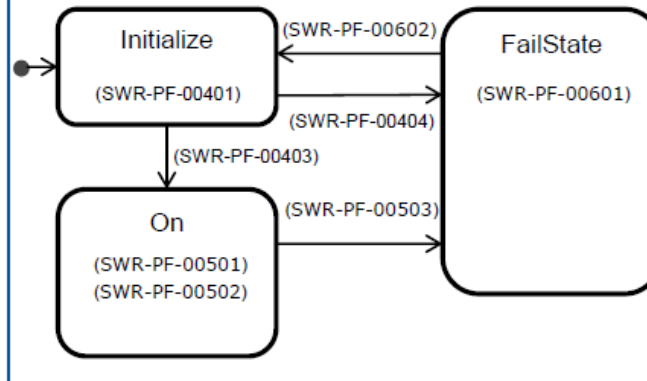 Initialize
(SWR-PF-00602)
FailState
(SWR-PF-00401)
(SWR-PF-00601)
(SWR-PF-00404)
(SWR-PF-00403)
On
(SWR-PF-00503)
(SWR-PF-00501)
(SWR-PF-00502)